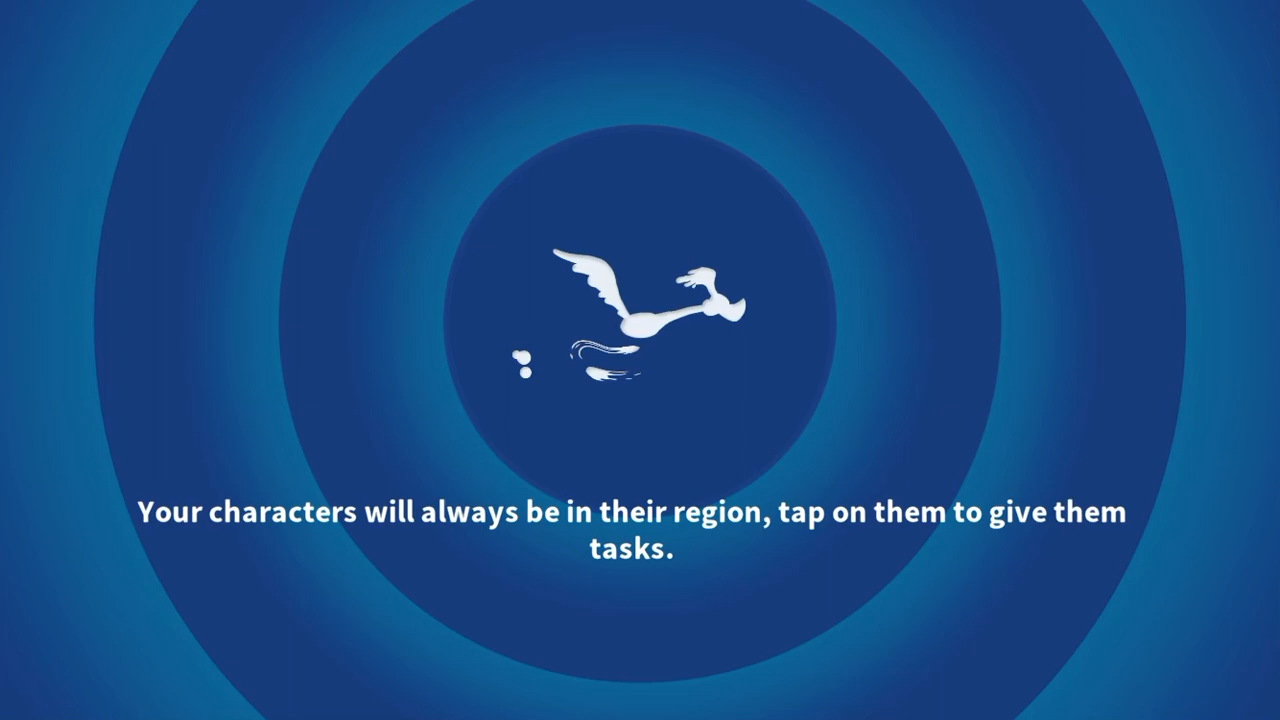 Your characters will always be in their region, tap on them to give them
tasks.